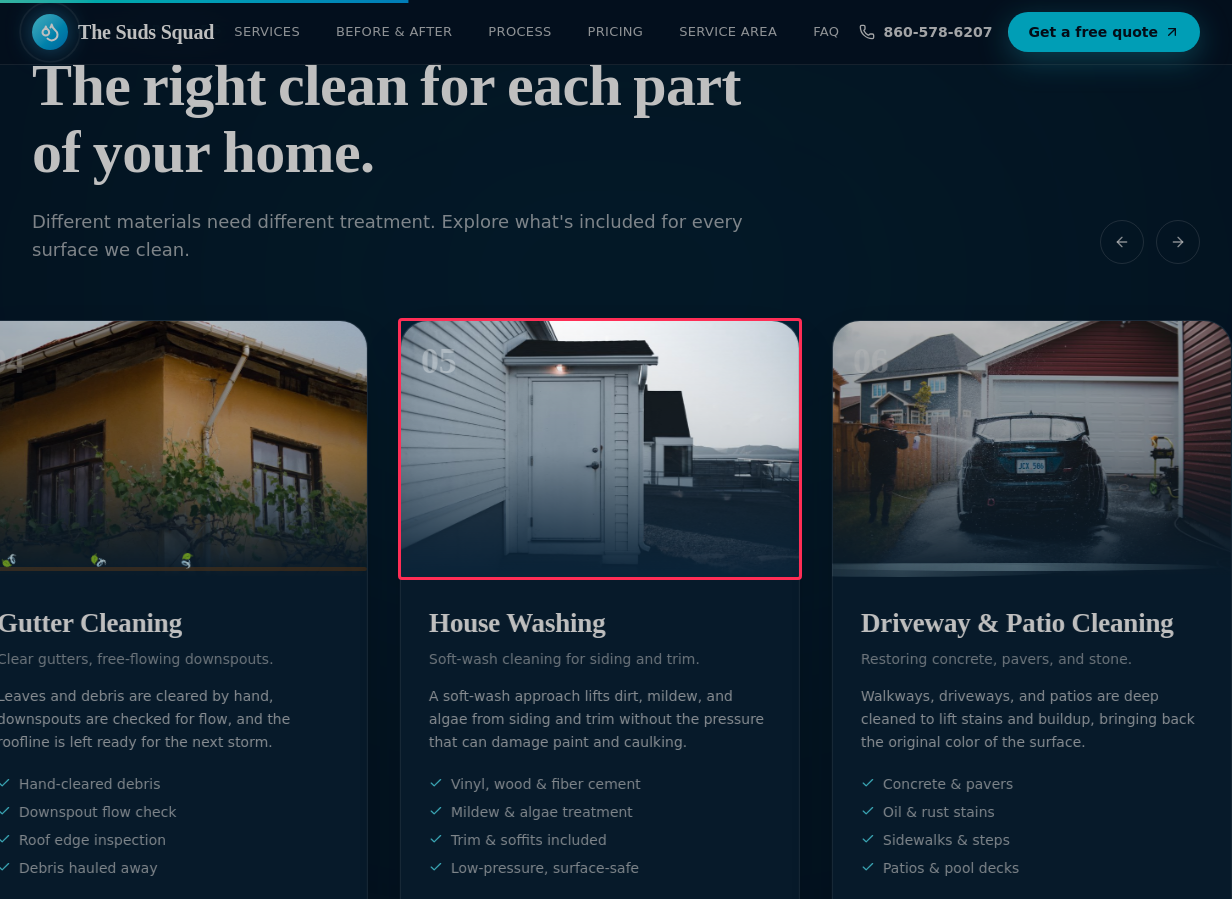 The Suds Squad
SERVICES
BEFORE & AFTER
PROCESS
PRICING
SERVICE AREA
FAQ
860-578-6207
Get a free quote
The right clean for each part
of your home.
Different materials need different treatment. Explore what's included for every
surface we clean.
05
06
JCX 586
Gutter Cleaning
Clear gutters, free-flowing downspouts.
Leaves and debris are cleared by hand,
downspouts are checked for flow, and the
roofline is left ready for the next storm.
Hand-cleared debris
Downspout flow check
Roof edge inspection
Debris hauled away
House Washing
Soft-wash cleaning for siding and trim.
A soft-wash approach lifts dirt, mildew, and
algae from siding and trim without the pressure
that can damage paint and caulking.
Vinyl, wood & fiber cement
Mildew & algae treatment
Trim & soffits included
Low-pressure, surface-safe
Driveway & Patio Cleaning
Restoring concrete, pavers, and stone.
Walkways, driveways, and patios are deep
cleaned to lift stains and buildup, bringing back
the original color of the surface.
Concrete & pavers
Oil & rust stains
Sidewalks & steps
Patios & pool decks